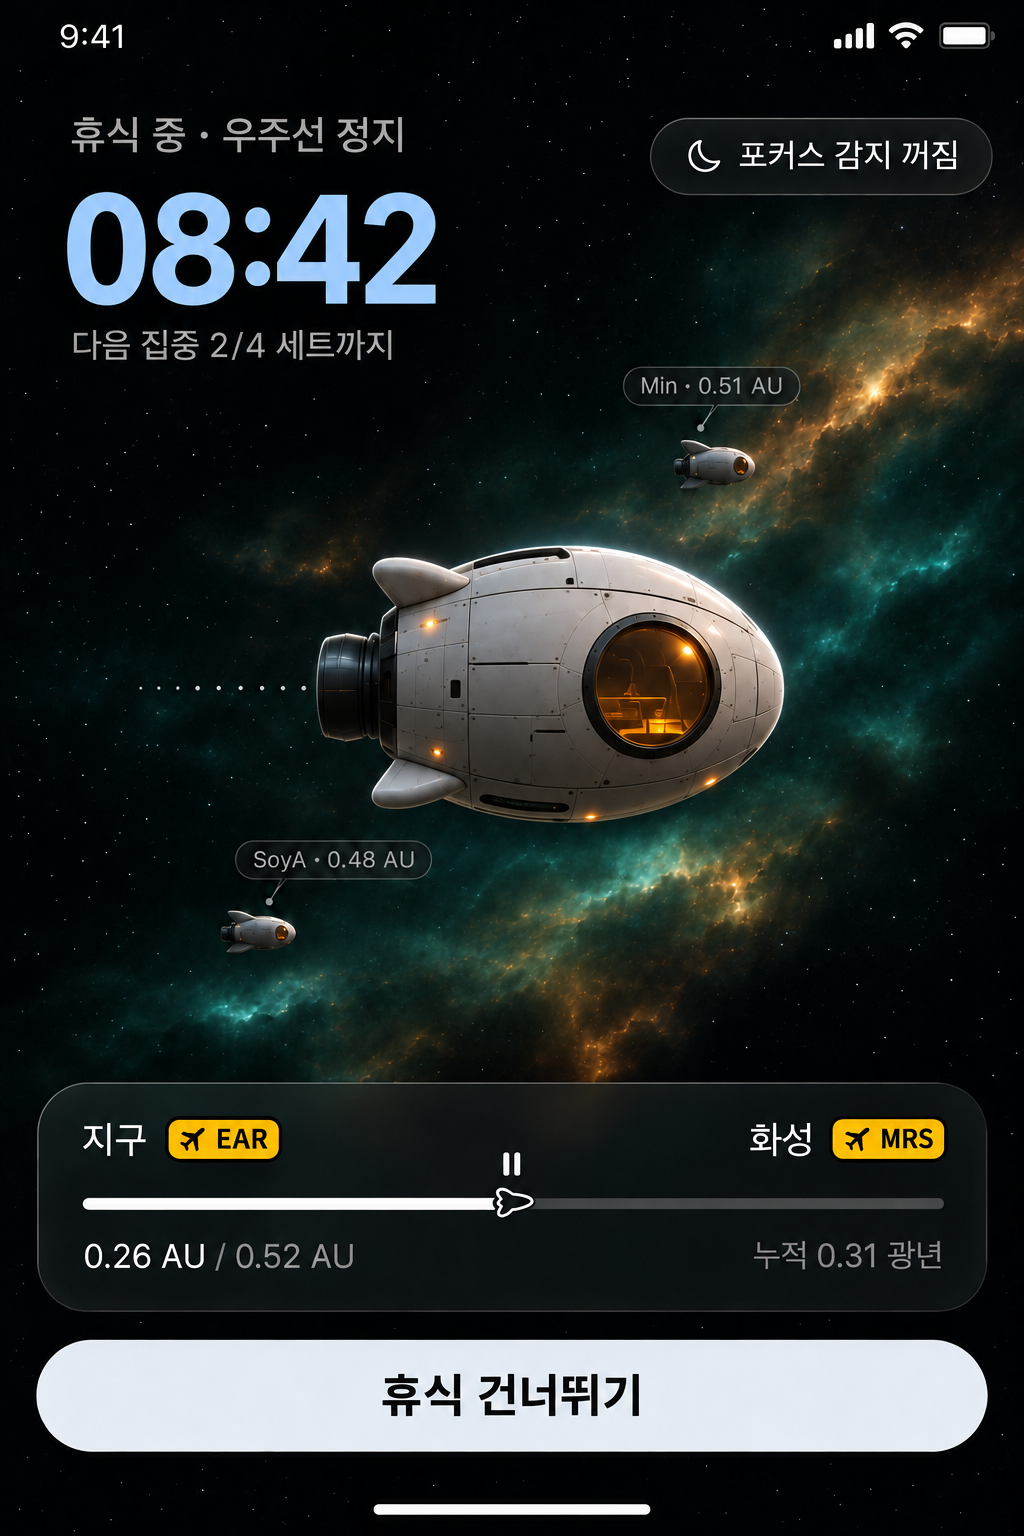 9:41
휴식 중 · 우주선 정지
포커스 감지 꺼짐
08:42
다음 집중 2/4 세트까지
Min · 0.51 AU
SoyA · 0.48 AU
지구 EAR
화성 MRS
0.26 AU / 0.52 AU
누적 0.31 광년
휴식 건너뛰기